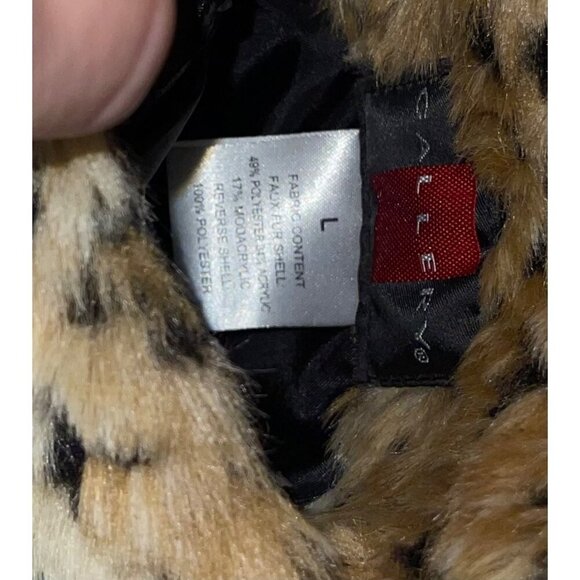 GALLERY®
L
FABRIC CONTENT
FAUX FUR SHELL
49% POLYESTER 34% ACRYLIC
17% MODACRYLIC
REVERSE SHELL
100% POLYESTER